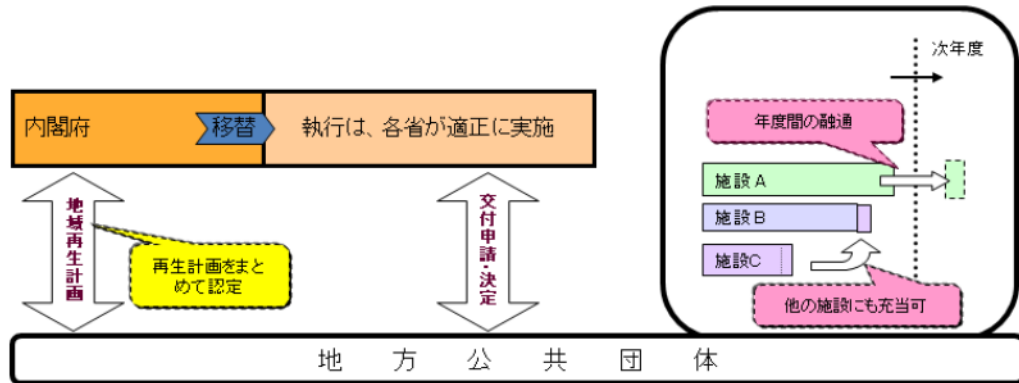 次年度
内閣府
移替
執行は、各省が適正に実施
年度間の融通
施設A
施設B
施設C
地域再生計画
再生計画をまと
めて認定
交付申請・決定
他の施設にも充当可
地方公共団体